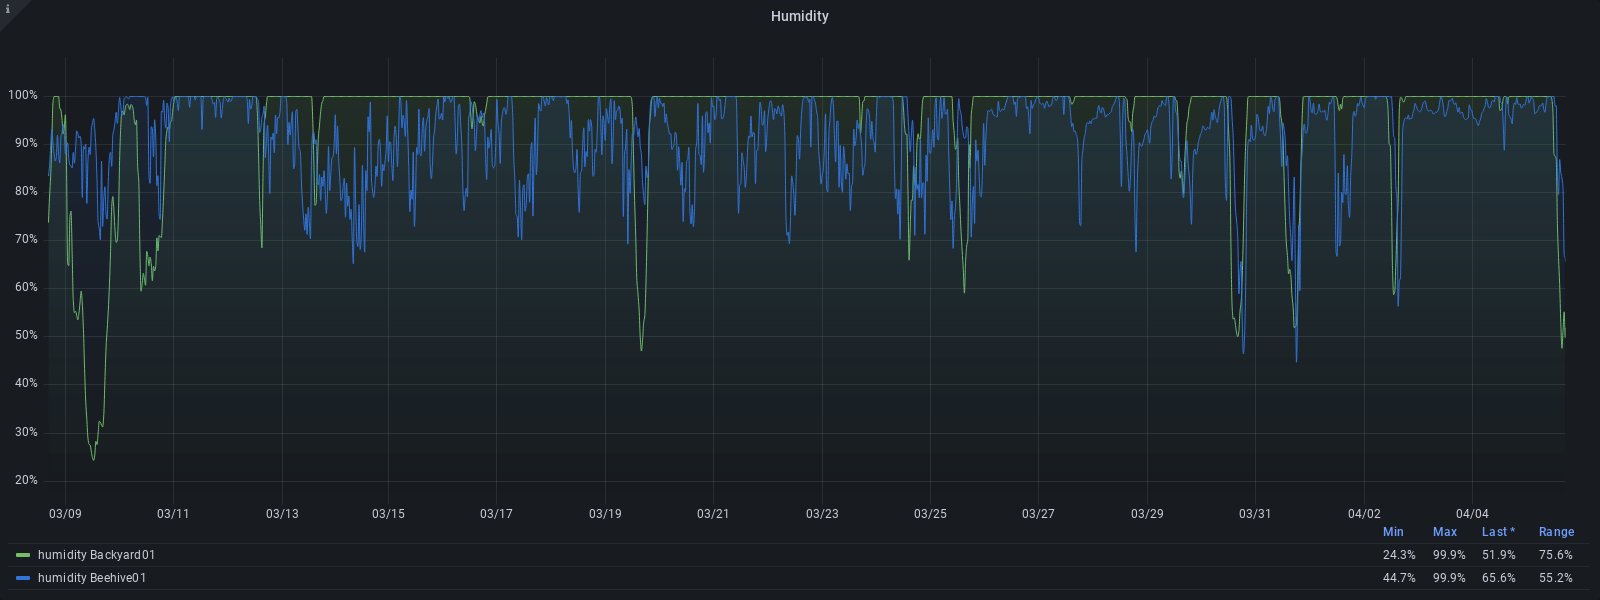 i
Humidity
100%
90%
80%
70%
60%
50%
40%
30%
20%
03/09 03/11 03/13 03/15 03/17 03/19 03/21 03/23 03/25 03/27 03/29 03/31 04/02 04/04
Min Max Last * Range
humidity Backyard01 24.3% 99.9% 51.9% 75.6%
humidity Beehive01 44.7% 99.9% 65.6% 55.2%